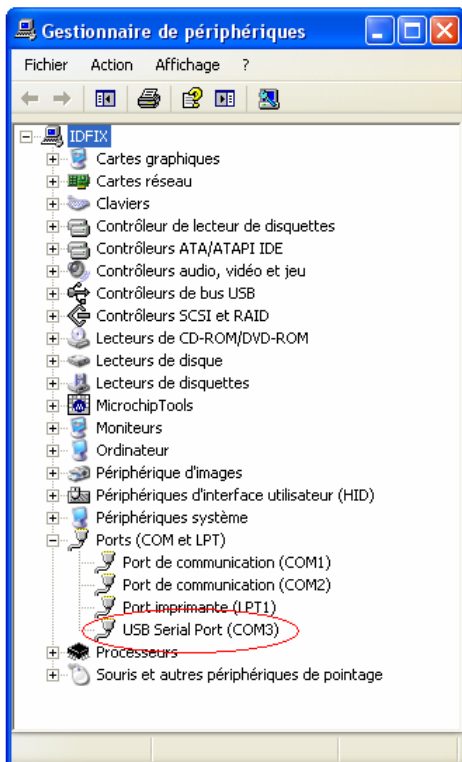 Gestionnaire de périphériques
Fichier Action Affichage ?
IDFIX
Cartes graphiques
Cartes réseau
Claviers
Contrôleur de lecteur de disquettes
Contrôleurs ATA/ATAPI IDE
Contrôleurs audio, vidéo et jeu
Contrôleurs de bus USB
Contrôleurs SCSI et RAID
Lecteurs de CD-ROM/DVD-ROM
Lecteurs de disque
Lecteurs de disquettes
MicrochipTools
Moniteurs
Ordinateur
Périphérique d'images
Périphériques d'interface utilisateur (HID)
Périphériques système
Ports (COM et LPT)
Port de communication (COM1)
Port de communication (COM2)
Port imprimante (LPT1)
USB Serial Port (COM3)
Processeurs
Souris et autres périphériques de pointage